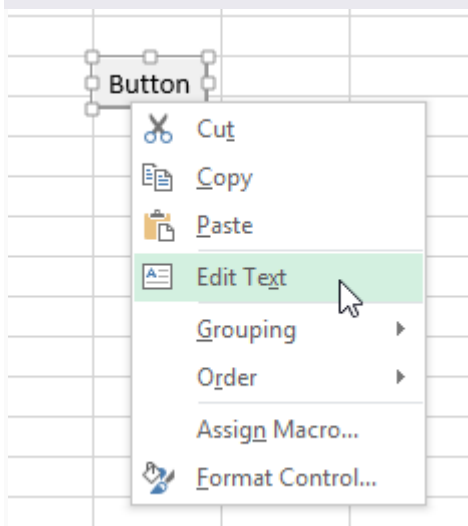 Button
Cut
Copy
Paste
Edit Text
Grouping
Order
Assign Macro...
Format Control...